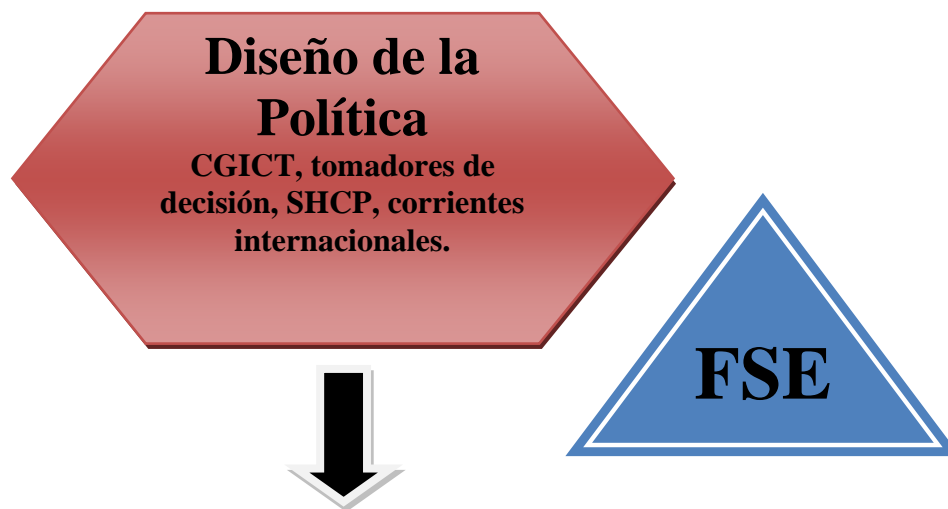 Diseño de la
Política
CGICT, tomadores de
decisión, SHCP, corrientes
internacionales.
FSE